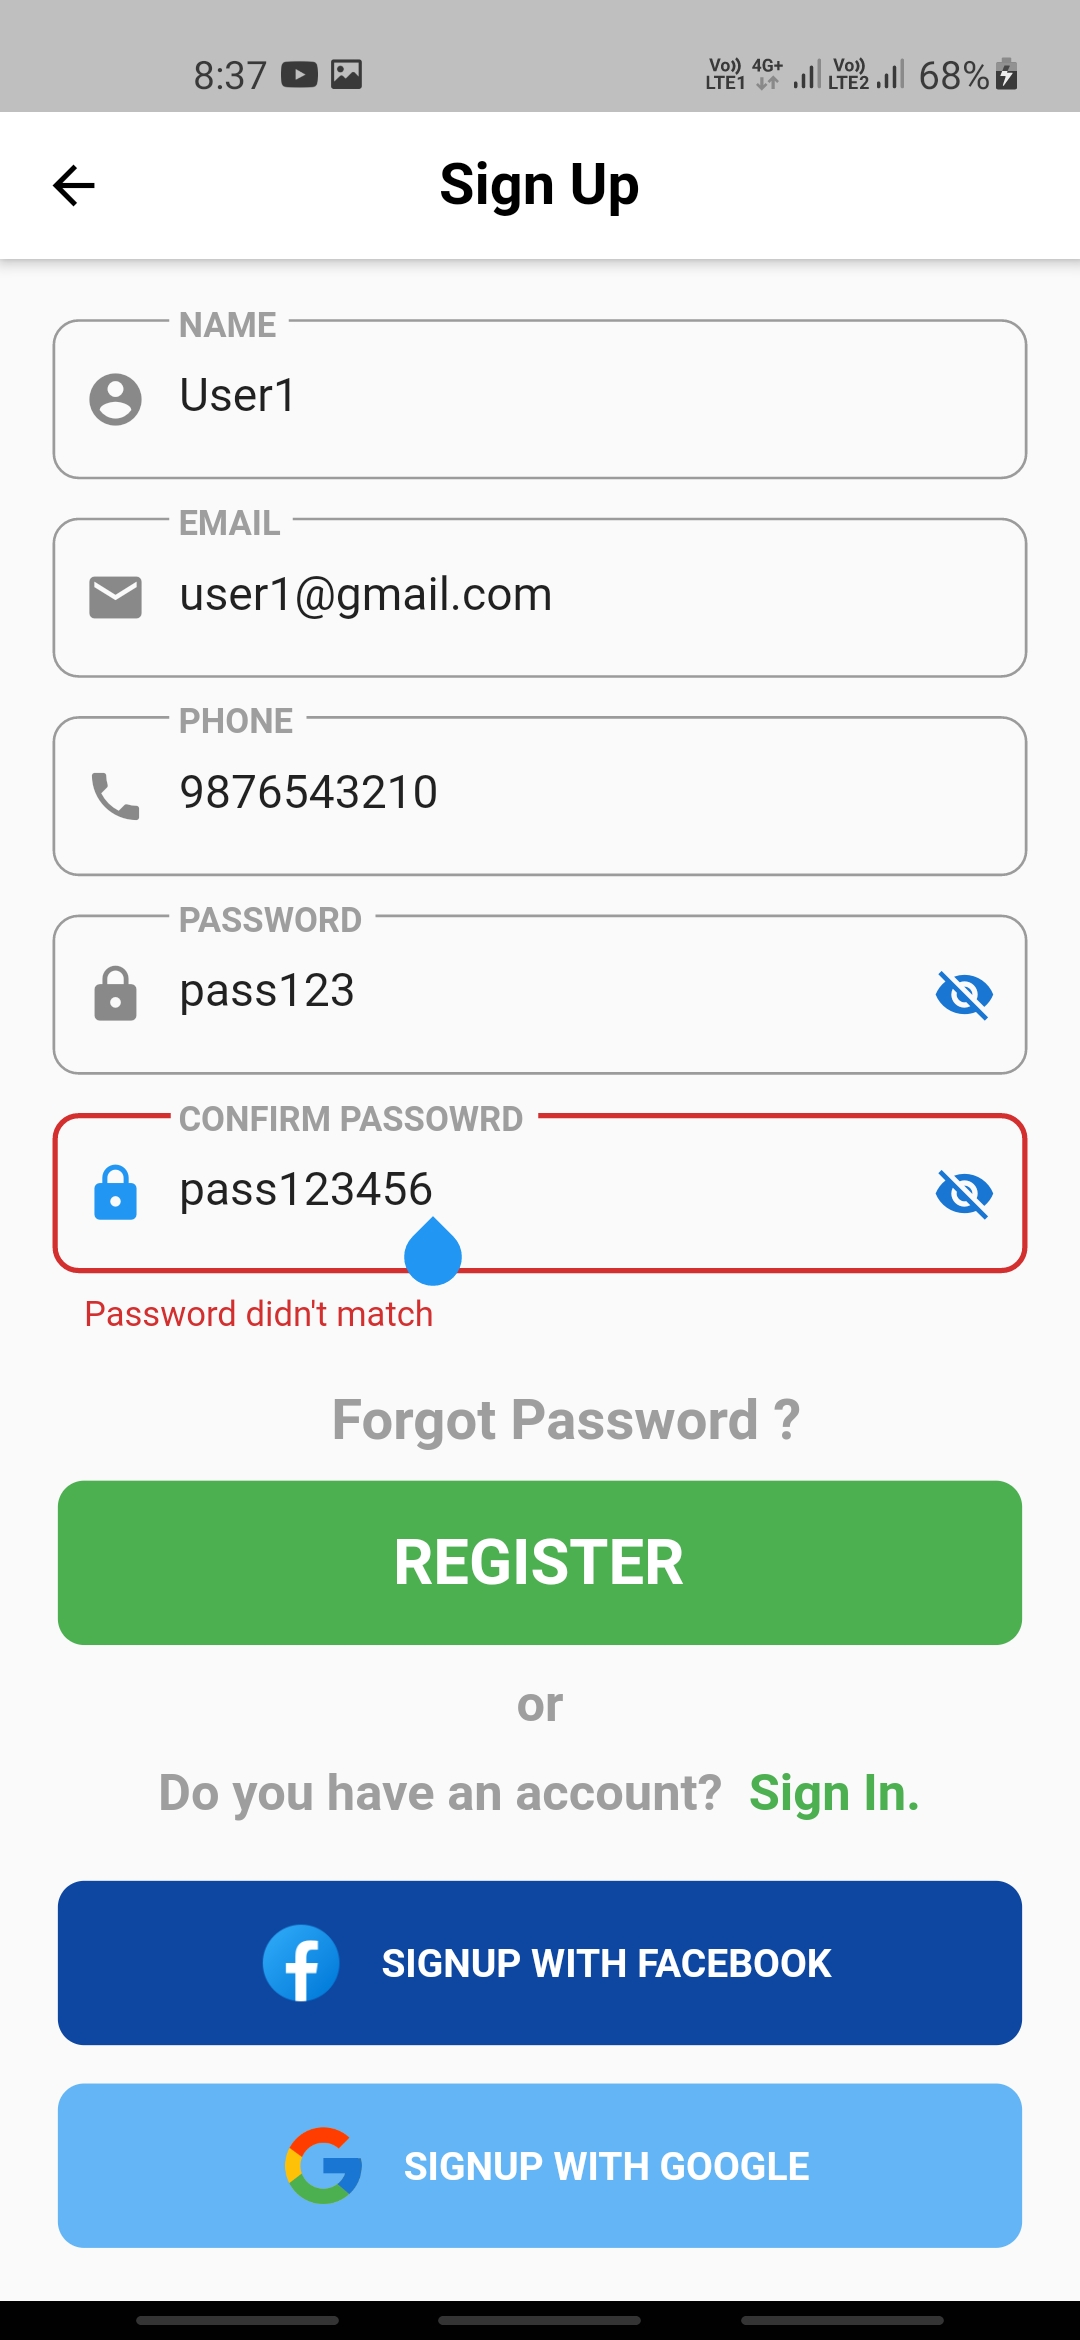 8:37 Vo)) LTE1 4G+ Vo)) LTE2 68%
Sign Up
NAME
User1
EMAIL
user1@gmail.com
PHONE
9876543210
PASSWORD
pass123
CONFIRM PASSOWRD
pass123456
Password didn't match
Forgot Password ?
REGISTER
or
Do you have an account? Sign In.
SIGNUP WITH FACEBOOK
SIGNUP WITH GOOGLE